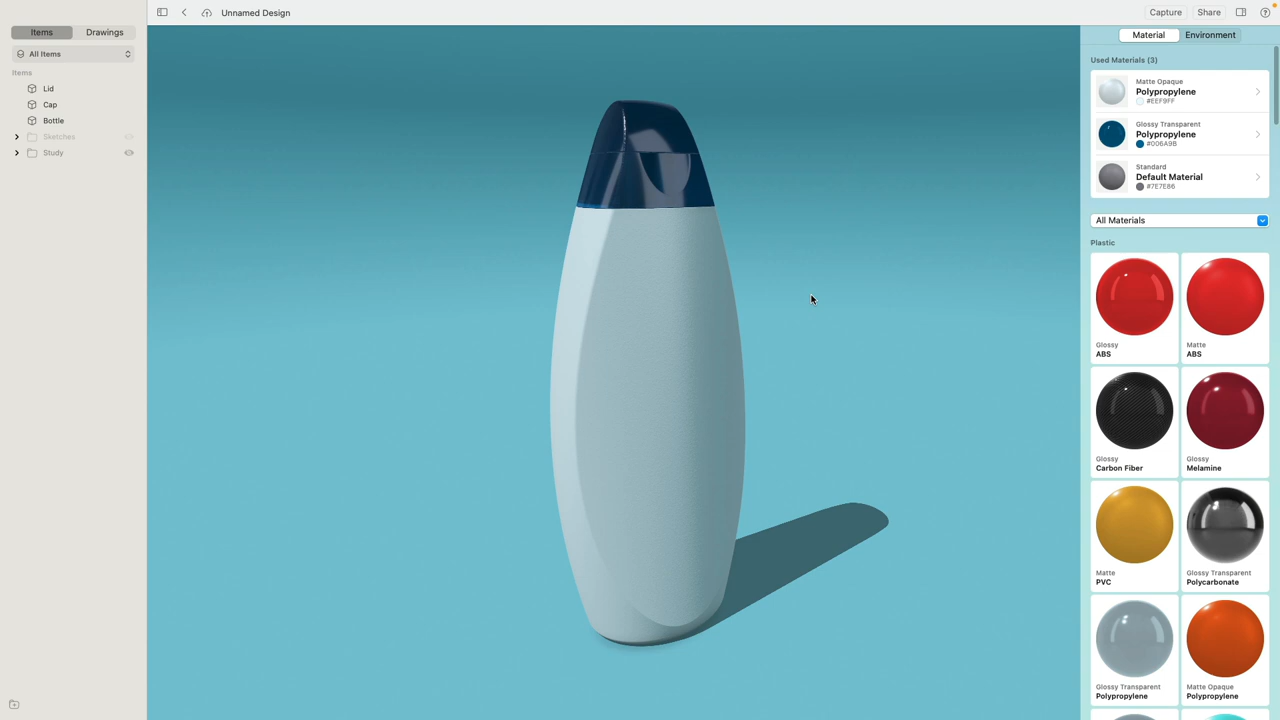 Unnamed Design
Capture
Share
Items
Drawings
All Items
Items
Lid
Cap
Bottle
Sketches
Study
Material
Environment
Used Materials (3)
Matte Opaque
Polypropylene
#EEF9FF
Glossy Transparent
Polypropylene
#006A9B
Standard
Default Material
#7E7E86
All Materials
Plastic
Glossy
ABS
Matte
ABS
Glossy
Carbon Fiber
Glossy
Melamine
Matte
PVC
Glossy Transparent
Polycarbonate
Glossy Transparent
Polypropylene
Matte Opaque
Polypropylene